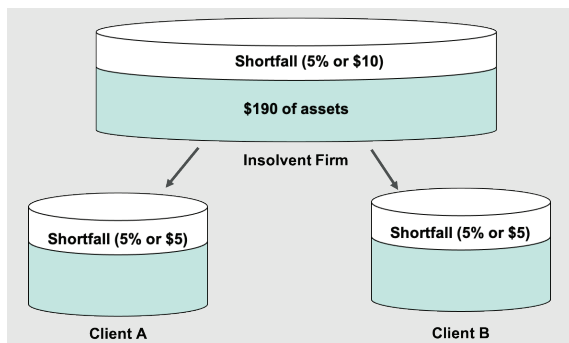 Shortfall (5% or $10)
$190 of assets
Insolvent Firm
Shortfall (5% or $5)
Shortfall (5% or $5)
Client A
Client B